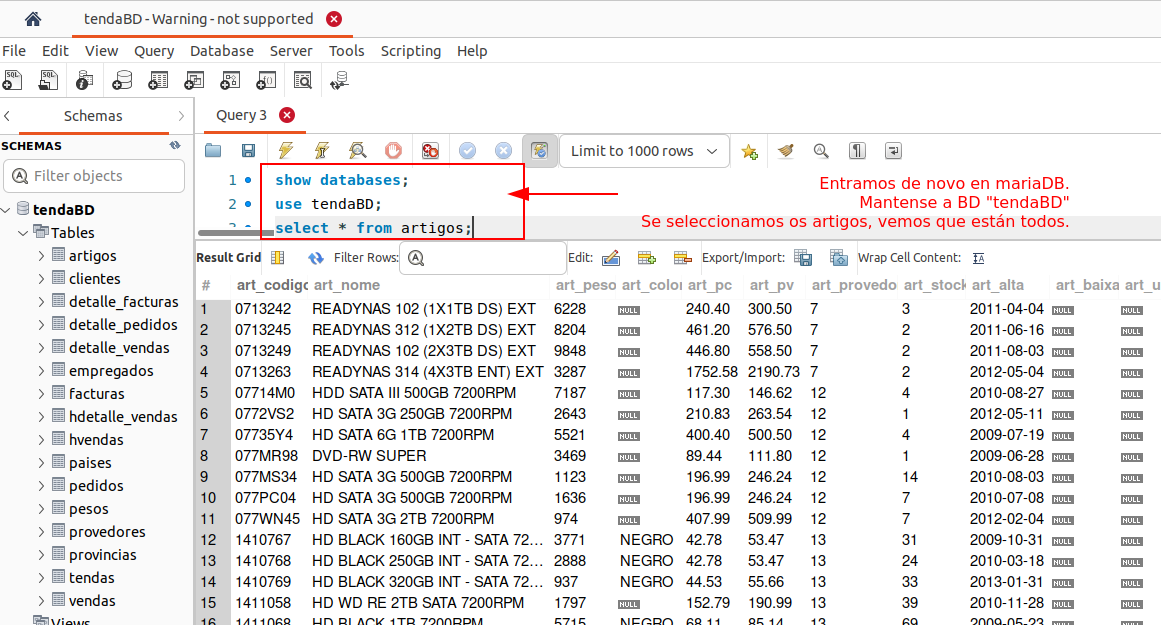 tendaBD - Warning - not supported
File Edit View Query Database Server Tools Scripting Help
Schemas
Query 3
SCHEMAS
Filter objects
Limit to 1000 rows
tendaBD
Tables
artigos
clientes
detalle_facturas
detalle_pedidos
detalle_vendas
empregados
facturas
hdetalle_vendas
hvendas
paises
pedidos
pesos
provedores
provincias
tendas
vendas
Views
1 show databases;
2 use tendaBD;
3 select * from artigos;
Entramos de novo en mariaDB.
Mantense a BD "tendaBD"
Se seleccionamos os artigos, vemos que están todos.
Result Grid Filter Rows: Edit: Export/Import: Wrap Cell Content:
# art_codigo art_nome art_peso art_color art_pc art_pv art_provedo art_stock art_alta art_baixa art_u
1 0713242 READYNAS 102 (1X1TB DS) EXT 6228 NULL 240.40 300.50 7 3 2011-04-04 NULL NULL
2 0713245 READYNAS 312 (1X2TB DS) EXT 8204 NULL 461.20 576.50 7 2 2011-06-16 NULL NULL
3 0713249 READYNAS 102 (2X3TB DS) EXT 9848 NULL 446.80 558.50 7 2 2011-08-03 NULL NULL
4 0713263 READYNAS 314 (4X3TB ENT) EXT 3287 NULL 1752.58 2190.73 7 2 2012-05-04 NULL NULL
5 07714M0 HDD SATA III 500GB 7200RPM 7187 NULL 117.30 146.62 12 4 2010-08-27 NULL NULL
6 0772VS2 HD SATA 3G 250GB 7200RPM 2643 NULL 210.83 263.54 12 1 2012-05-11 NULL NULL
7 07735Y4 HD SATA 6G 1TB 7200RPM 5521 NULL 400.40 500.50 12 4 2009-07-19 NULL NULL
8 077MR98 DVD-RW SUPER 3469 NULL 89.44 111.80 12 1 2009-06-28 NULL NULL
9 077MS34 HD SATA 3G 500GB 7200RPM 1123 NULL 196.99 246.24 12 14 2010-08-03 NULL NULL
10 077PC04 HD SATA 3G 500GB 7200RPM 1636 NULL 196.99 246.24 12 7 2010-07-08 NULL NULL
11 077WN45 HD SATA 3G 2TB 7200RPM 974 NULL 407.99 509.99 12 7 2012-02-04 NULL NULL
12 1410767 HD BLACK 160GB INT - SATA 72... 3771 NEGRO 42.78 53.47 13 31 2009-10-31 NULL NULL
13 1410768 HD BLACK 250GB INT - SATA 72... 2888 NEGRO 42.78 53.47 13 24 2010-03-18 NULL NULL
14 1410769 HD BLACK 320GB INT - SATA 72... 937 NEGRO 44.53 55.66 13 33 2013-01-31 NULL NULL
15 1411058 HD WD RE 2TB SATA 7200RPM 1797 NULL 152.79 190.99 13 39 2010-11-28 NULL NULL
16 1411068 HD BLACK 1TB 7200RPM 5715 NEGRO 68.11 85.14 13 69 2009-05-23 NULL NULL